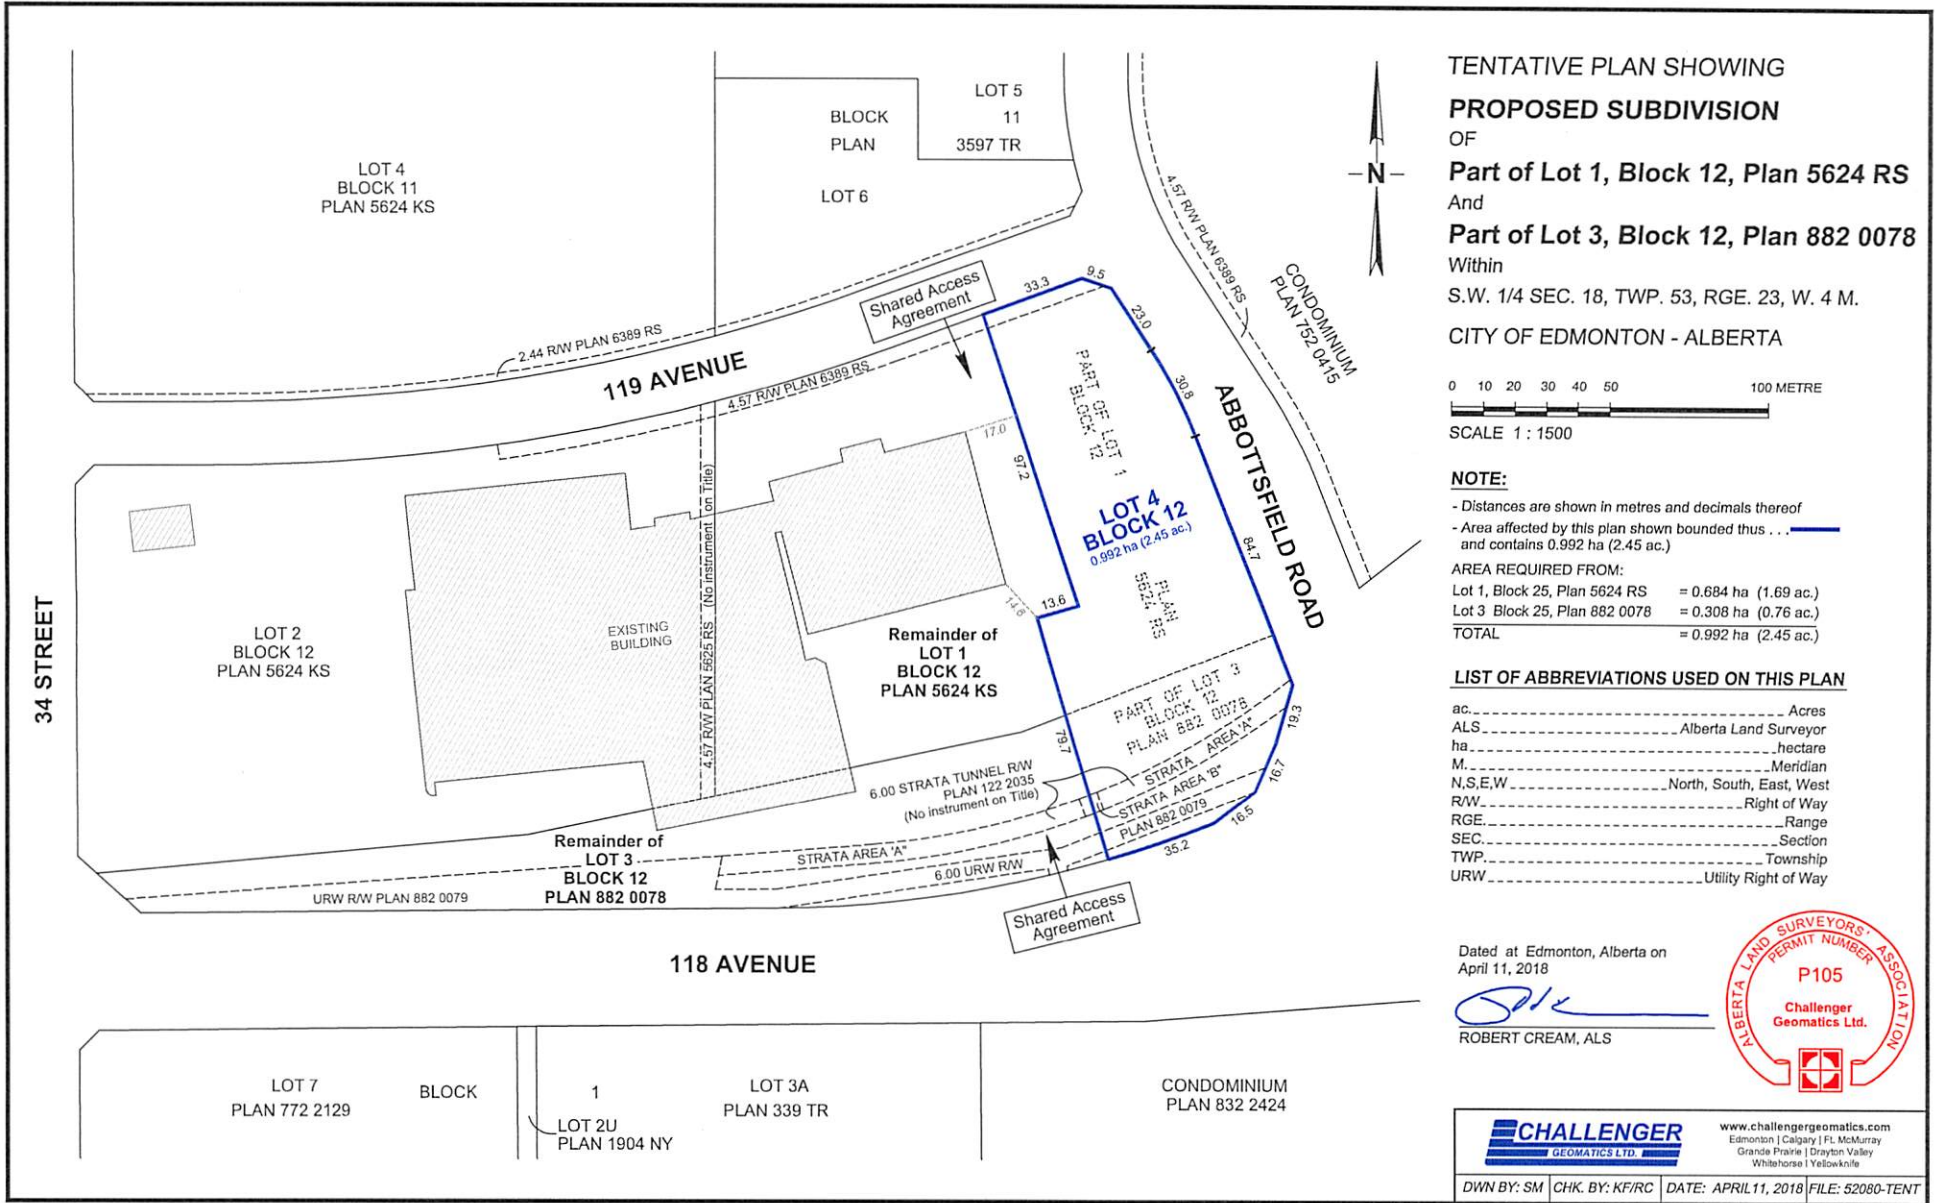 TENTATIVE PLAN SHOWING
PROPOSED SUBDIVISION
OF
Part of Lot 1, Block 12, Plan 5624 RS
And
Part of Lot 3, Block 12, Plan 882 0078
Within
S.W. 1/4 SEC. 18, TWP. 53, RGE. 23, W. 4 M.
CITY OF EDMONTON - ALBERTA
0 10 20 30 40 50 100 METRE
SCALE 1 : 1500
NOTE:
- Distances are shown in metres and decimals thereof
- Area affected by this plan shown bounded thus . . .
and contains 0.992 ha (2.45 ac.)
AREA REQUIRED FROM:
Lot 1, Block 25, Plan 5624 RS = 0.684 ha (1.69 ac.)
Lot 3 Block 25, Plan 882 0078 = 0.308 ha (0.76 ac.)
TOTAL = 0.992 ha (2.45 ac.)
LIST OF ABBREVIATIONS USED ON THIS PLAN
ac. Acres
ALS Alberta Land Surveyor
ha hectare
M. Meridian
N,S,E,W North, South, East, West
R/W Right of Way
RGE. Range
SEC. Section
TWP. Township
URW Utility Right of Way
Dated at Edmonton, Alberta on
April 11, 2018
ROBERT CREAM, ALS
ALBERTA LAND SURVEYORS' ASSOCIATION
PERMIT NUMBER
P105
Challenger
Geomatics Ltd.
CHALLENGER
GEOMATICS LTD.
www.challengergeomatics.com
Edmonton | Calgary | Ft. McMurray
Grande Prairie | Drayton Valley
Whitehorse | Yellowknife
DWN BY: SM CHK. BY: KF/RC DATE: APRIL 11, 2018 FILE: 52080-TENT
N
LOT 4
BLOCK 11
PLAN 5624 KS
LOT 5
BLOCK 11
PLAN 3597 TR
LOT 6
4.57 R/W PLAN 6389 RS
CONDOMINIUM
PLAN 752 0415
2.44 R/W PLAN 6389 RS
119 AVENUE
4.57 R/W PLAN 6389 RS
Shared Access
Agreement
33.3
9.5
23.0
30.8
84.7
19.3
16.7
16.5
35.2
79.7
13.6
97.2
17.0
14.6
ABBOTTSFIELD ROAD
PART OF LOT 1
BLOCK 12
LOT 4
BLOCK 12
0.992 ha (2.45 ac.)
PLAN
5624 RS
PART OF LOT 3
BLOCK 12
PLAN 882 0078
STRATA AREA 'A'
STRATA AREA 'B'
PLAN 882 0079
34 STREET
LOT 2
BLOCK 12
PLAN 5624 KS
EXISTING
BUILDING
4.57 R/W PLAN 5625 RS (No instrument on Title)
Remainder of
LOT 1
BLOCK 12
PLAN 5624 KS
6.00 STRATA TUNNEL R/W
PLAN 122 2035
(No instrument on Title)
Remainder of
LOT 3
BLOCK 12
PLAN 882 0078
STRATA AREA 'A'
6.00 URW R/W
URW R/W PLAN 882 0079
Shared Access
Agreement
118 AVENUE
LOT 7
PLAN 772 2129
BLOCK 1
LOT 2U
PLAN 1904 NY
LOT 3A
PLAN 339 TR
CONDOMINIUM
PLAN 832 2424